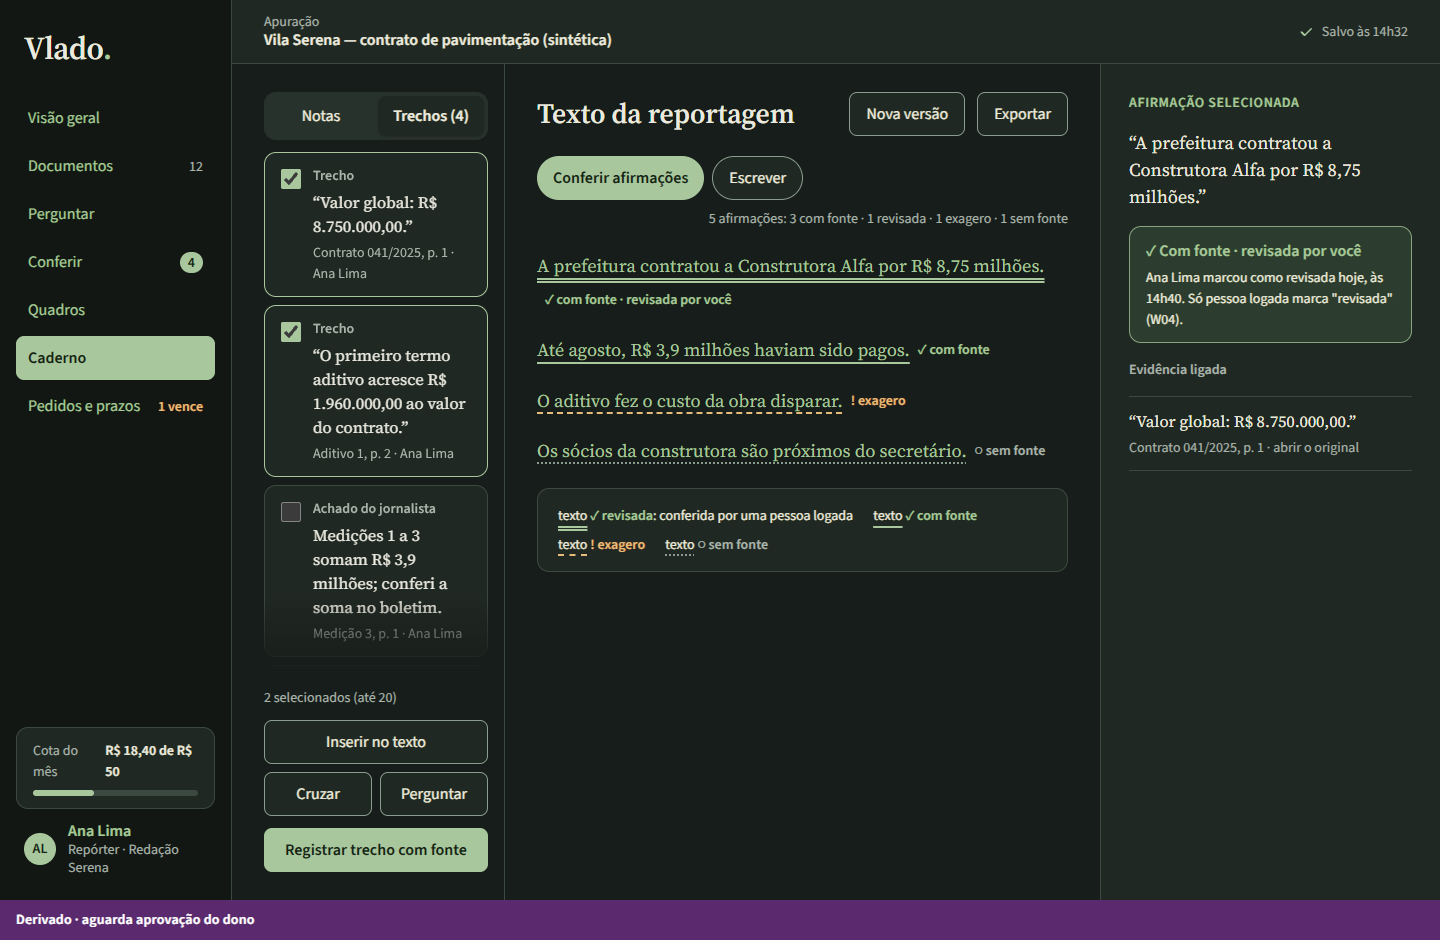 Vlado.
Visão geral
Documentos 12
Perguntar
Conferir 4
Quadros
Caderno
Pedidos e prazos 1 vence
Cota do mês R$ 18,40 de R$ 50
AL
Ana Lima
Repórter · Redação
Serena
Apuração
Vila Serena — contrato de pavimentação (sintética)
✓ Salvo às 14h32
Notas Trechos (4)
Trecho
“Valor global: R$
8.750.000,00.”
Contrato 041/2025, p. 1 ·
Ana Lima
Trecho
“O primeiro termo
aditivo acresce R$
1.960.000,00 ao valor
do contrato.”
Aditivo 1, p. 2 · Ana Lima
Achado do jornalista
Medições 1 a 3
somam R$ 3,9
milhões; conferi a
soma no boletim.
Medição 3, p. 1 · Ana Lima
2 selecionados (até 20)
Inserir no texto
Cruzar Perguntar
Registrar trecho com fonte
Texto da reportagem
Nova versão Exportar
Conferir afirmações Escrever
5 afirmações: 3 com fonte · 1 revisada · 1 exagero · 1 sem fonte
A prefeitura contratou a Construtora Alfa por R$ 8,75 milhões.
✓ com fonte · revisada por você
Até agosto, R$ 3,9 milhões haviam sido pagos. ✓ com fonte
O aditivo fez o custo da obra disparar. ! exagero
Os sócios da construtora são próximos do secretário. ○ sem fonte
texto ✓ revisada: conferida por uma pessoa logada texto ✓ com fonte
texto ! exagero texto ○ sem fonte
AFIRMAÇÃO SELECIONADA
“A prefeitura contratou a
Construtora Alfa por R$ 8,75
milhões.”
✓ Com fonte · revisada por você
Ana Lima marcou como revisada hoje, às
14h40. Só pessoa logada marca "revisada"
(W04).
Evidência ligada
“Valor global: R$ 8.750.000,00.”
Contrato 041/2025, p. 1 · abrir o original
Derivado · aguarda aprovação do dono